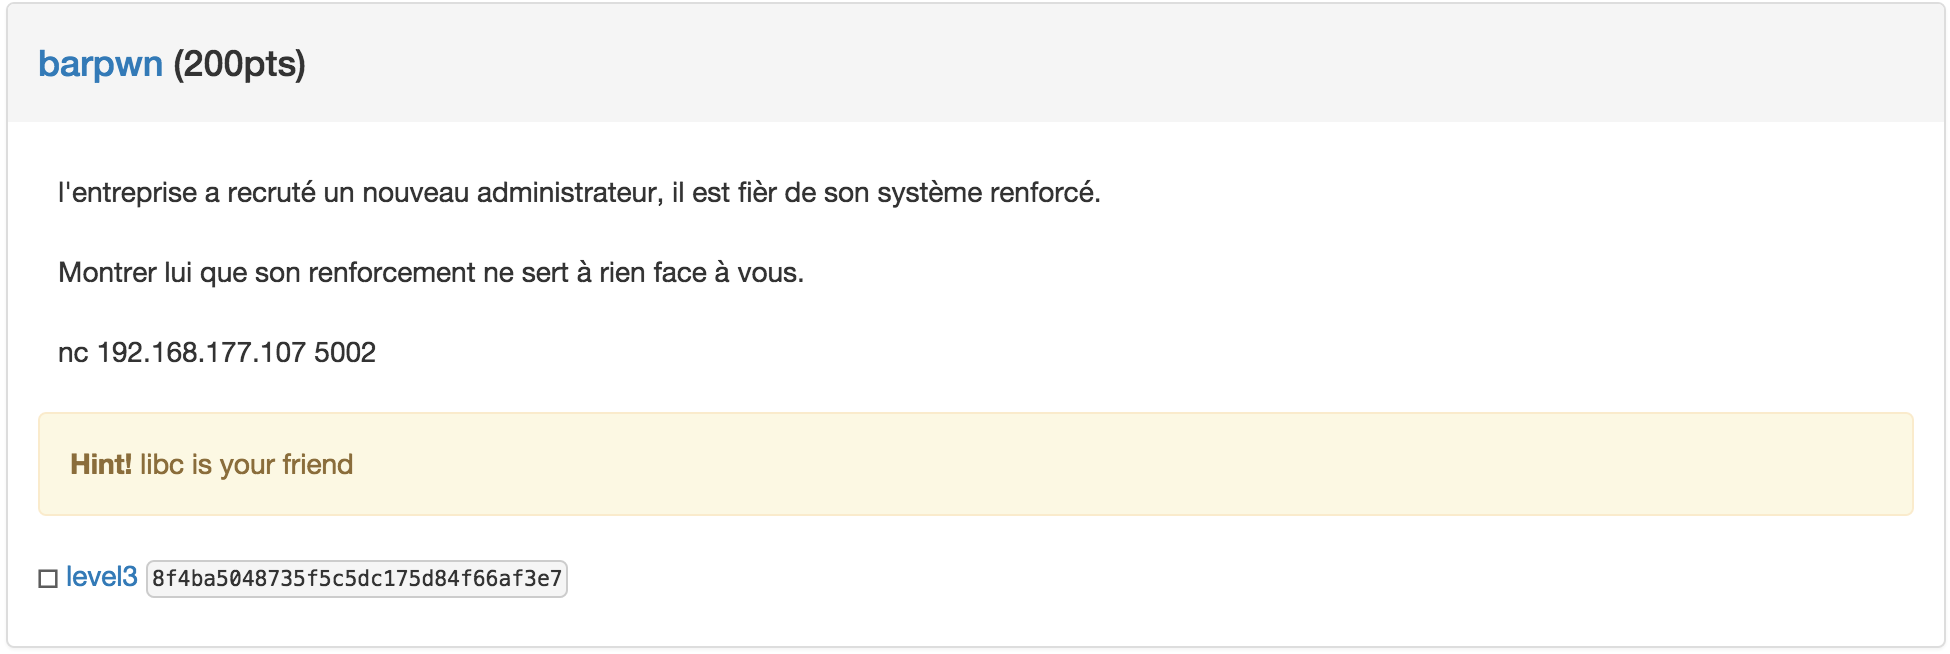 barpwn (200pts)
l'entreprise a recruté un nouveau administrateur, il est fièr de son système renforcé.
Montrer lui que son renforcement ne sert à rien face à vous.
nc 192.168.177.107 5002
Hint! libc is your friend
level3 8f4ba5048735f5c5dc175d84f66af3e7